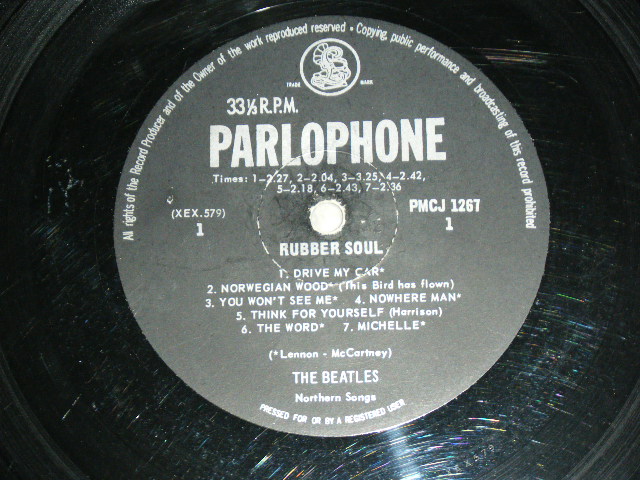 All rights of the Record Producer and of the Owner of the work reproduced reserved • Copying, public performance and broadcasting of this record prohibited
TRADE MARK
33⅓ R.P.M.
PARLOPHONE
Times: 1-2.27, 2-2.04, 3-3.25, 4-2.42,
5-2.18, 6-2.43, 7-2.36
(XEX.579)
1
PMCJ 1267
1
RUBBER SOUL
1. DRIVE MY CAR*
2. NORWEGIAN WOOD* (This Bird has flown)
3. YOU WON'T SEE ME* 4. NOWHERE MAN*
5. THINK FOR YOURSELF (Harrison)
6. THE WORD* 7. MICHELLE*
(*Lennon - McCartney)
THE BEATLES
Northern Songs
PRESSED FOR OR BY A REGISTERED USER